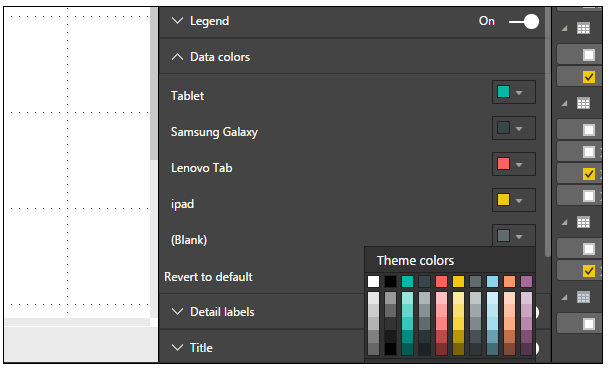 Legend On
Data colors
Tablet
Samsung Galaxy
Lenovo Tab
ipad
(Blank)
Theme colors
Revert to default
Detail labels
Title